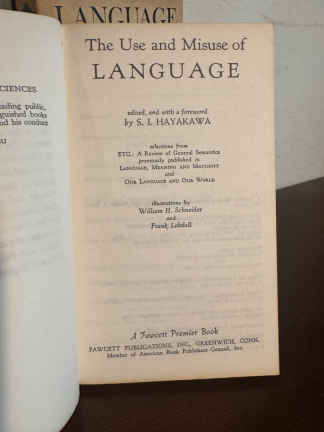 LANGUAGE
CIENCES
ading public,
guished books
nd his conduct
The Use and Misuse of
LANGUAGE
edited, and with a foreword
by S. I. HAYAKAWA
selections from
ETC.: A Review of General Semantics
previously published in
Language, Meaning and Maturity
and
Our Language and Our World
illustrations by
William H. Schneider
and
Frank Lobdell
A Fawcett Premier Book
FAWCETT PUBLICATIONS, INC., GREENWICH, CONN.
Member of American Book Publishers Council, Inc.